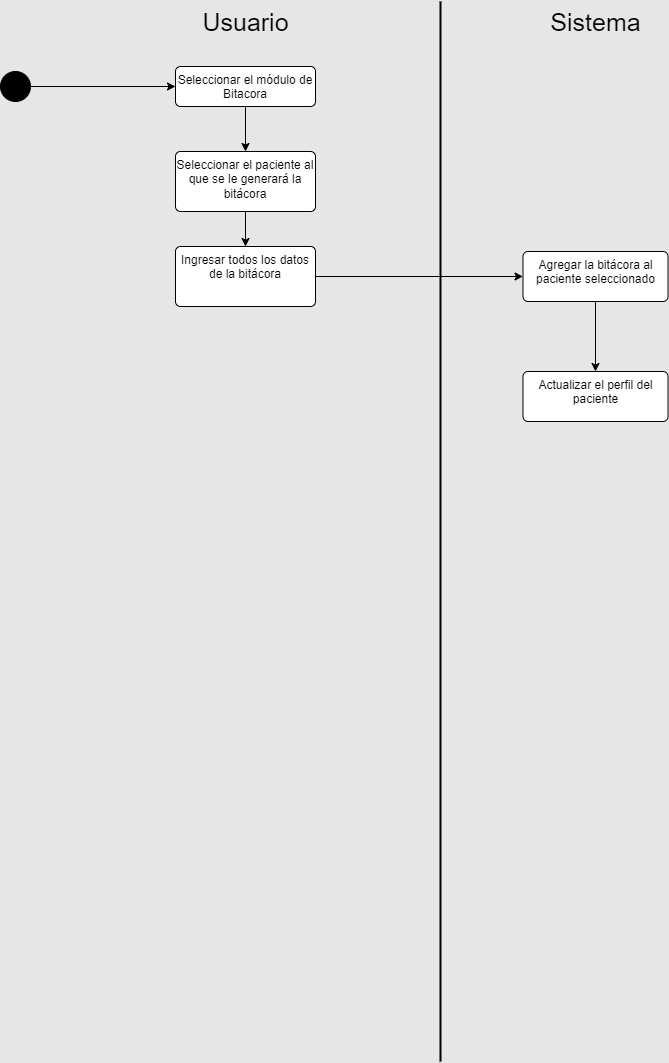 Usuario
Sistema
Seleccionar el módulo de
Bitacora
Seleccionar el paciente al
que se le generará la
bitácora
Ingresar todos los datos
de la bitácora
Agregar la bitácora al
paciente seleccionado
Actualizar el perfil del
paciente